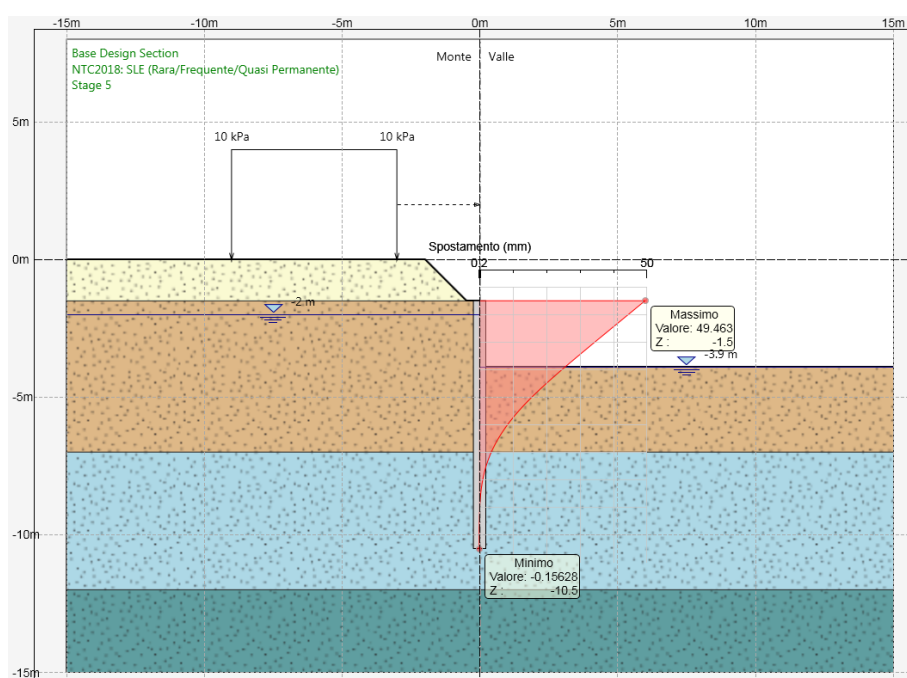 -15m -10m -5m 0m 5m 10m 15m
Base Design Section
NTC2018: SLE (Rara/Frequente/Quasi Permanente)
Stage 5
Monte Valle
5m
10 kPa 10 kPa
Spostamento (mm)
0m
50
-2 m
Massimo
Valore: 49.463
Z : -1.5
-3.9 m
-5m
-10m
Minimo
Valore: -0.15628
Z : -10.5
-15m